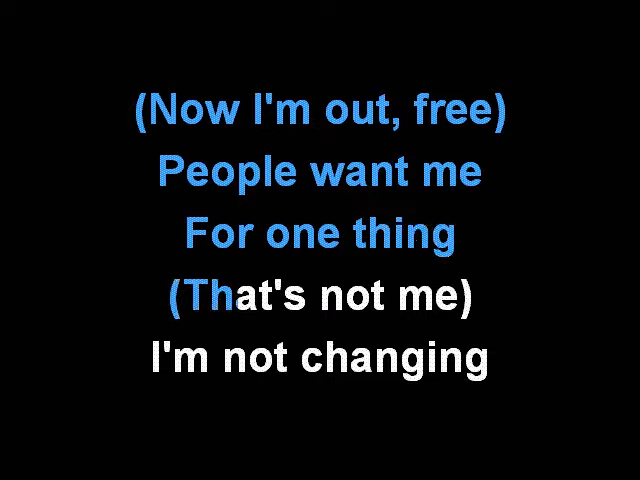 (Now I'm out, free)
People want me
For one thing
(That's not me)
I'm not changing